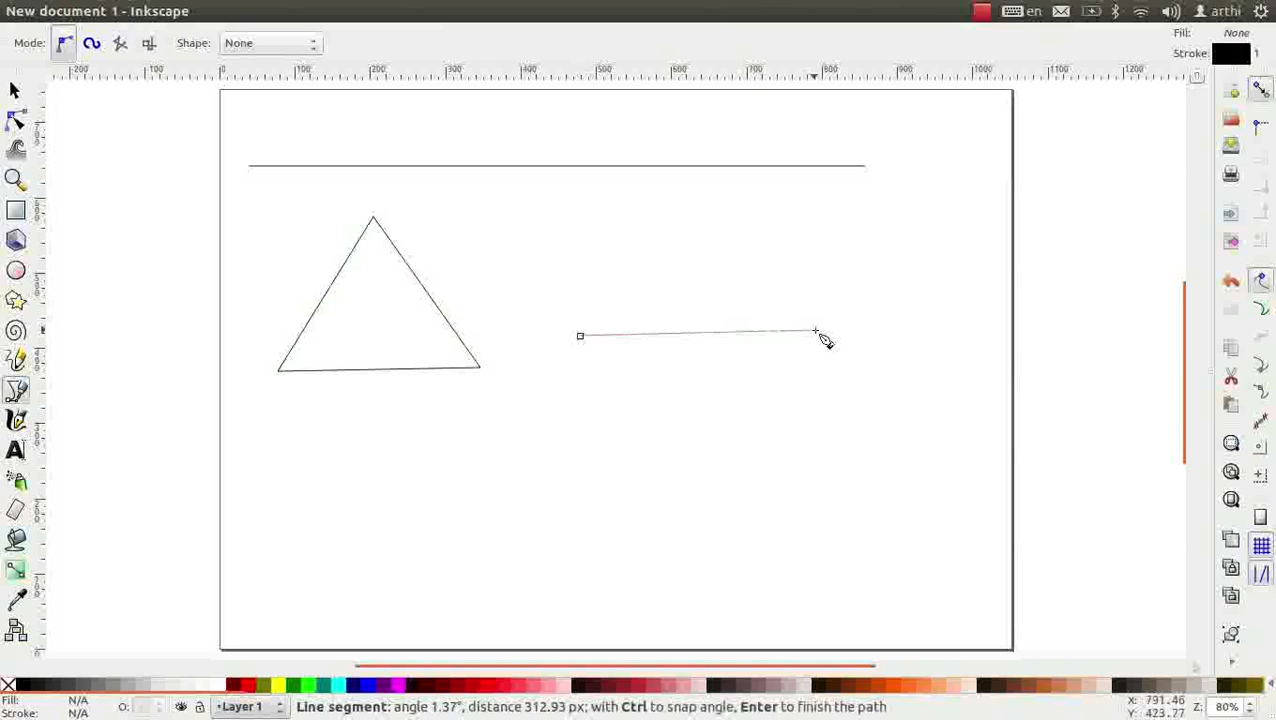 New document 1 - Inkscape
en
arthi
Mode:
Shape:
None
Fill:
None
Stroke:
1
-200
-100
0
100
200
300
400
500
600
700
800
900
1000
1100
1200
Fill:
N/A
Stroke:
N/A
O:
Layer 1
Line segment: angle 1.37°, distance 312.93 px; with Ctrl to snap angle, Enter to finish the path
X: 791.46
Y: 423.77
Z:
80%